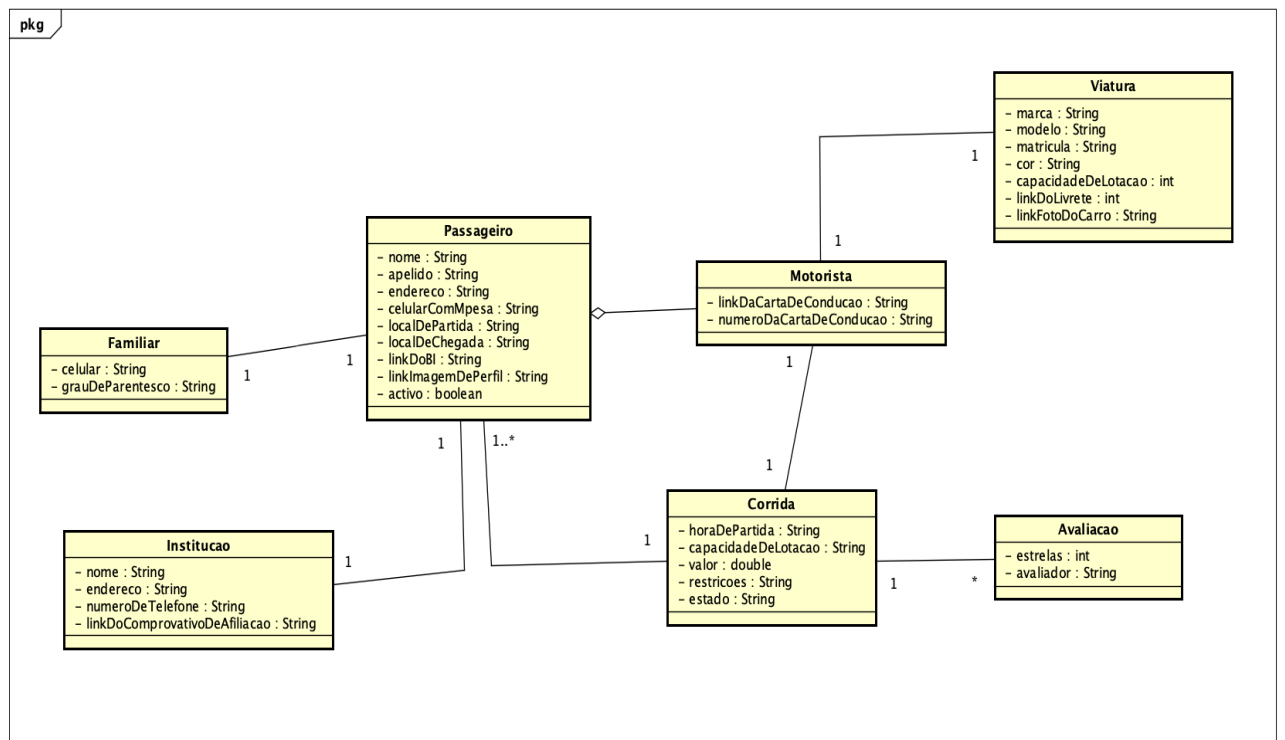 pkg
Viatura
– marca : String
– modelo : String
– matricula : String
– cor : String
– capacidadeDeLotacao : int
– linkDoLivrete : int
– linkFotoDoCarro : String
1
1
Passageiro
– nome : String
– apelido : String
– endereco : String
– celularComMpesa : String
– localDePartida : String
– localDeChegada : String
– linkDoBI : String
– linkImagemDePerfil : String
– activo : boolean
Motorista
– linkDaCartaDeConducao : String
– numeroDaCartaDeConducao : String
Familiar
– celular : String
– grauDeParentesco : String
1
1
1
1
1
1..*
Institucao
– nome : String
– endereco : String
– numeroDeTelefone : String
– linkDoComprovativoDeAfiliacao : String
1
1
Corrida
– horaDePartida : String
– capacidadeDeLotacao : String
– valor : double
– restricoes : String
– estado : String
1
*
Avaliacao
– estrelas : int
– avaliador : String